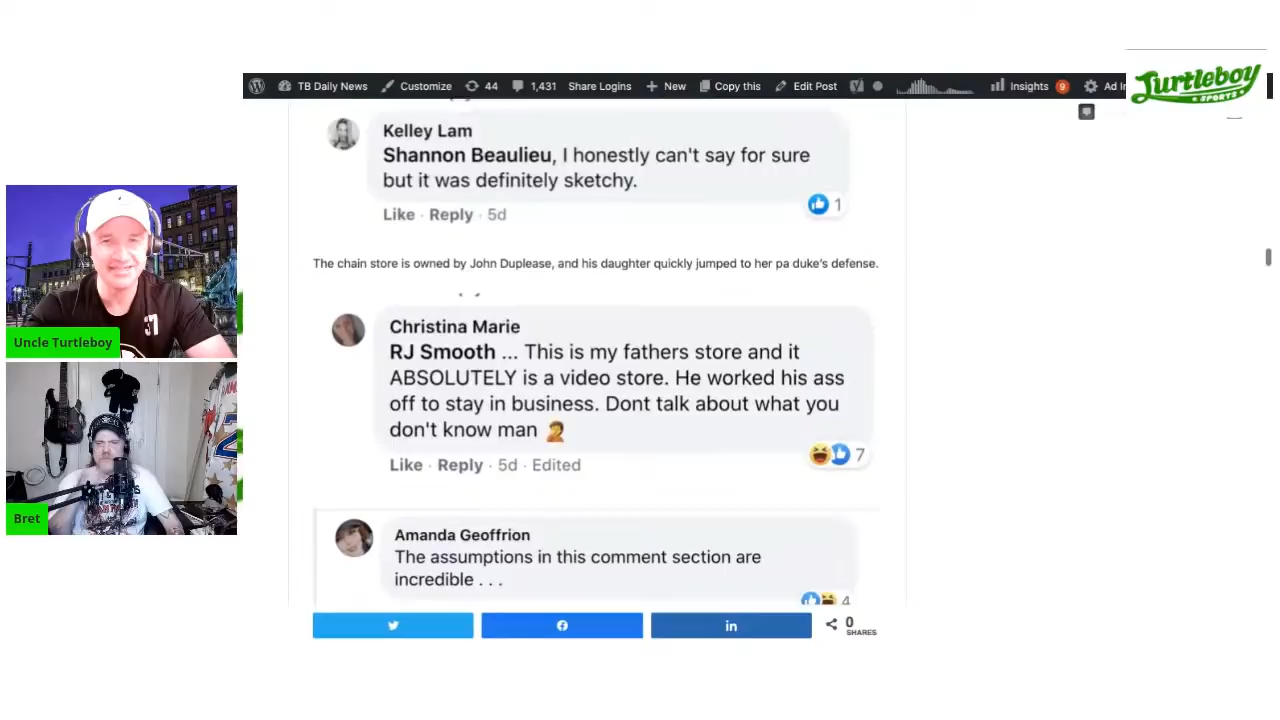 TB Daily News Customize 44 1,431 Share Logins New Copy this Edit Post Insights 9
Turtleboy
SPORTS
Kelley Lam
Shannon Beaulieu, I honestly can't say for sure
but it was definitely sketchy.
1
Like · Reply · 5d
The chain store is owned by John Duplease, and his daughter quickly jumped to her pa duke's defense.
Christina Marie
RJ Smooth ... This is my fathers store and it
ABSOLUTELY is a video store. He worked his ass
off to stay in business. Dont talk about what you
don't know man
7
Like · Reply · 5d · Edited
Amanda Geoffrion
The assumptions in this comment section are
incredible . . .
4
0
SHARES
Uncle Turtleboy
37
Bret